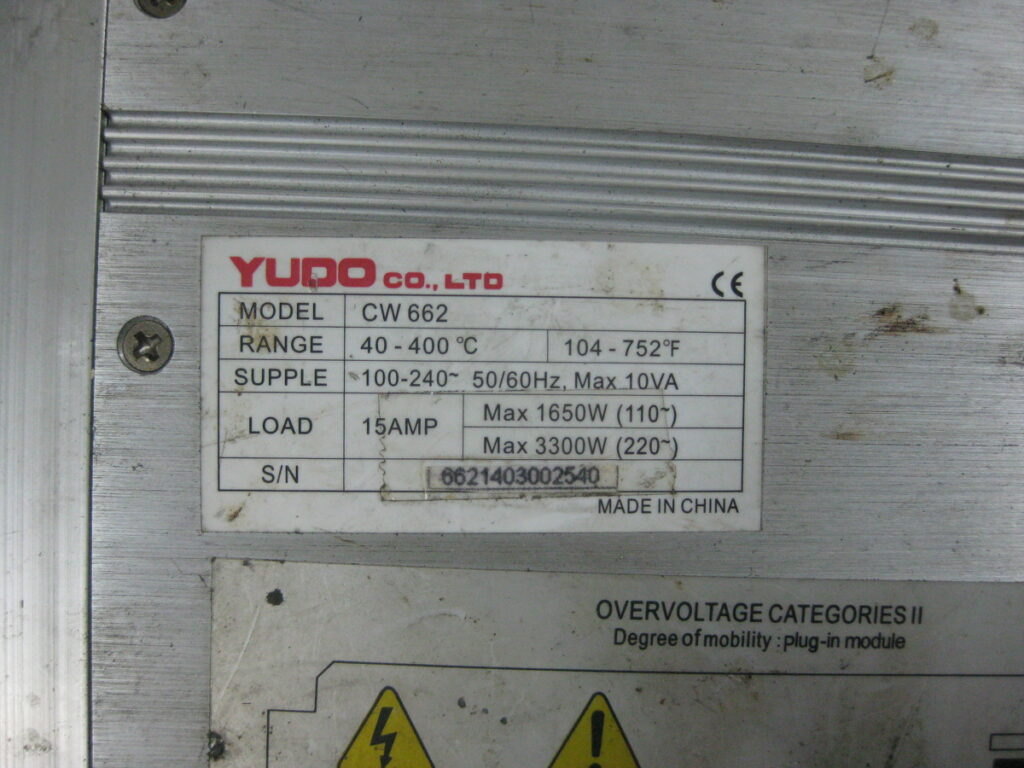 YUDO CO., LTD
CE
MODEL CW 662
RANGE 40 - 400 ℃ 104 - 752℉
SUPPLE 100-240~ 50/60Hz, Max 10VA
LOAD 15AMP Max 1650W (110~)
Max 3300W (220~)
S/N 6621403002540
MADE IN CHINA
OVERVOLTAGE CATEGORIES II
Degree of mobility : plug-in module